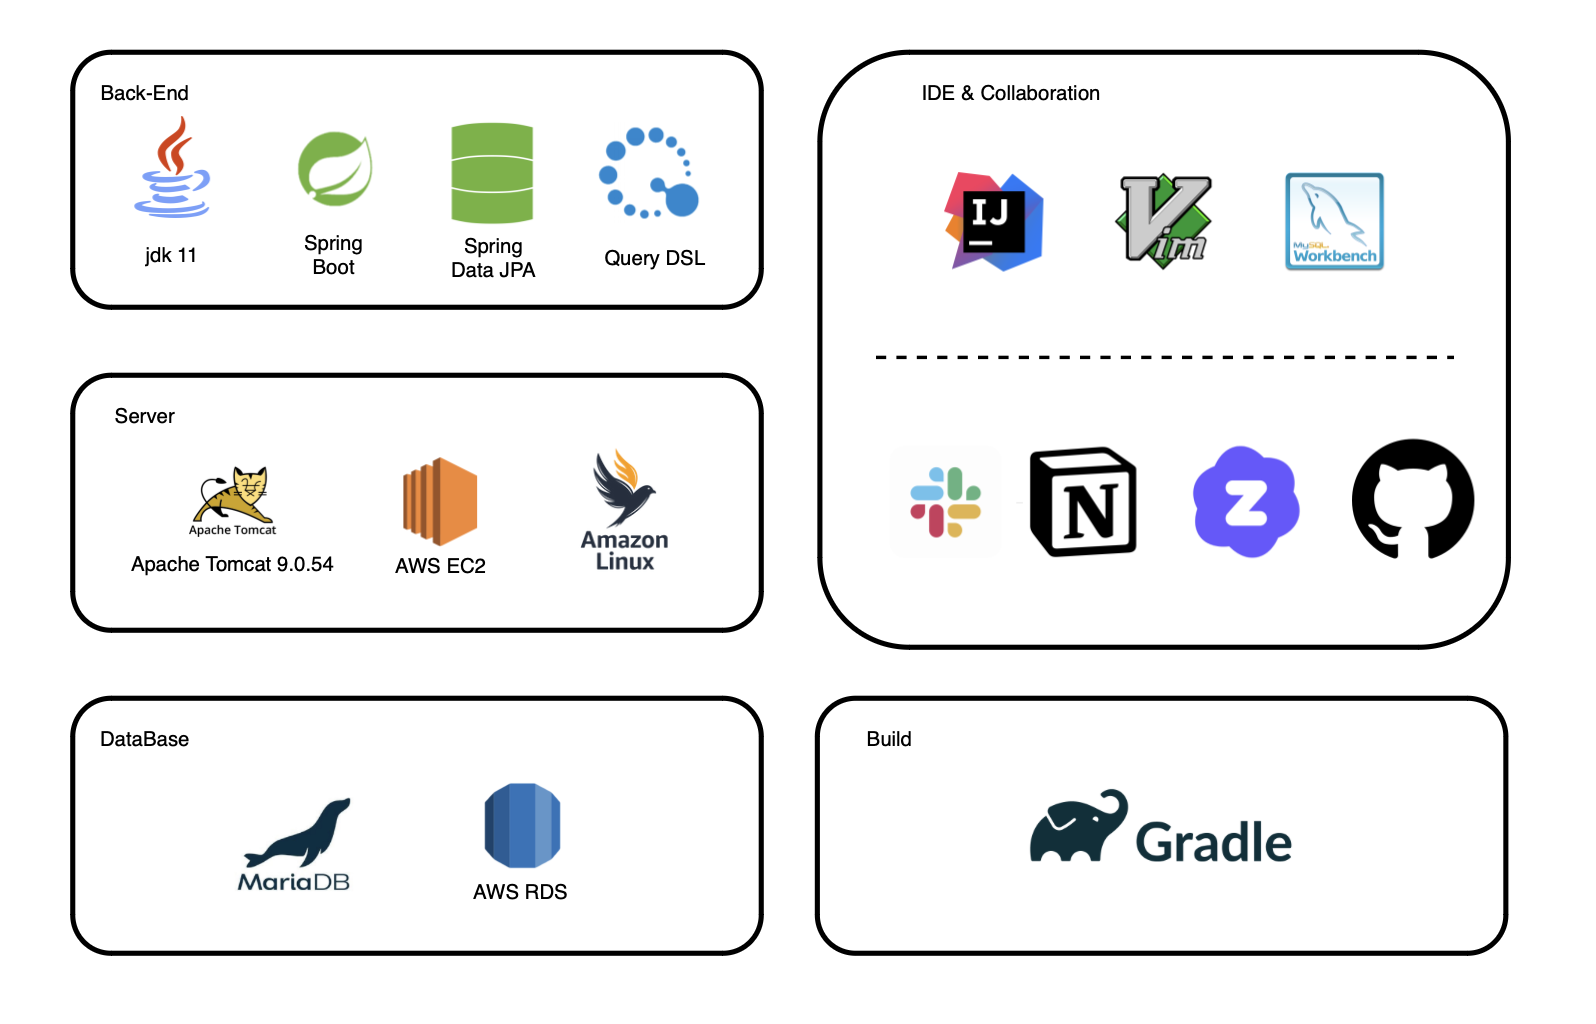 Back-End
jdk 11
Spring
Boot
Spring
Data JPA
Query DSL
IDE & Collaboration
IJ
Vim
MySQL
Workbench
N
Z
Server
Apache Tomcat
Apache Tomcat 9.0.54
AWS EC2
Amazon
Linux
DataBase
MariaDB
AWS RDS
Build
Gradle